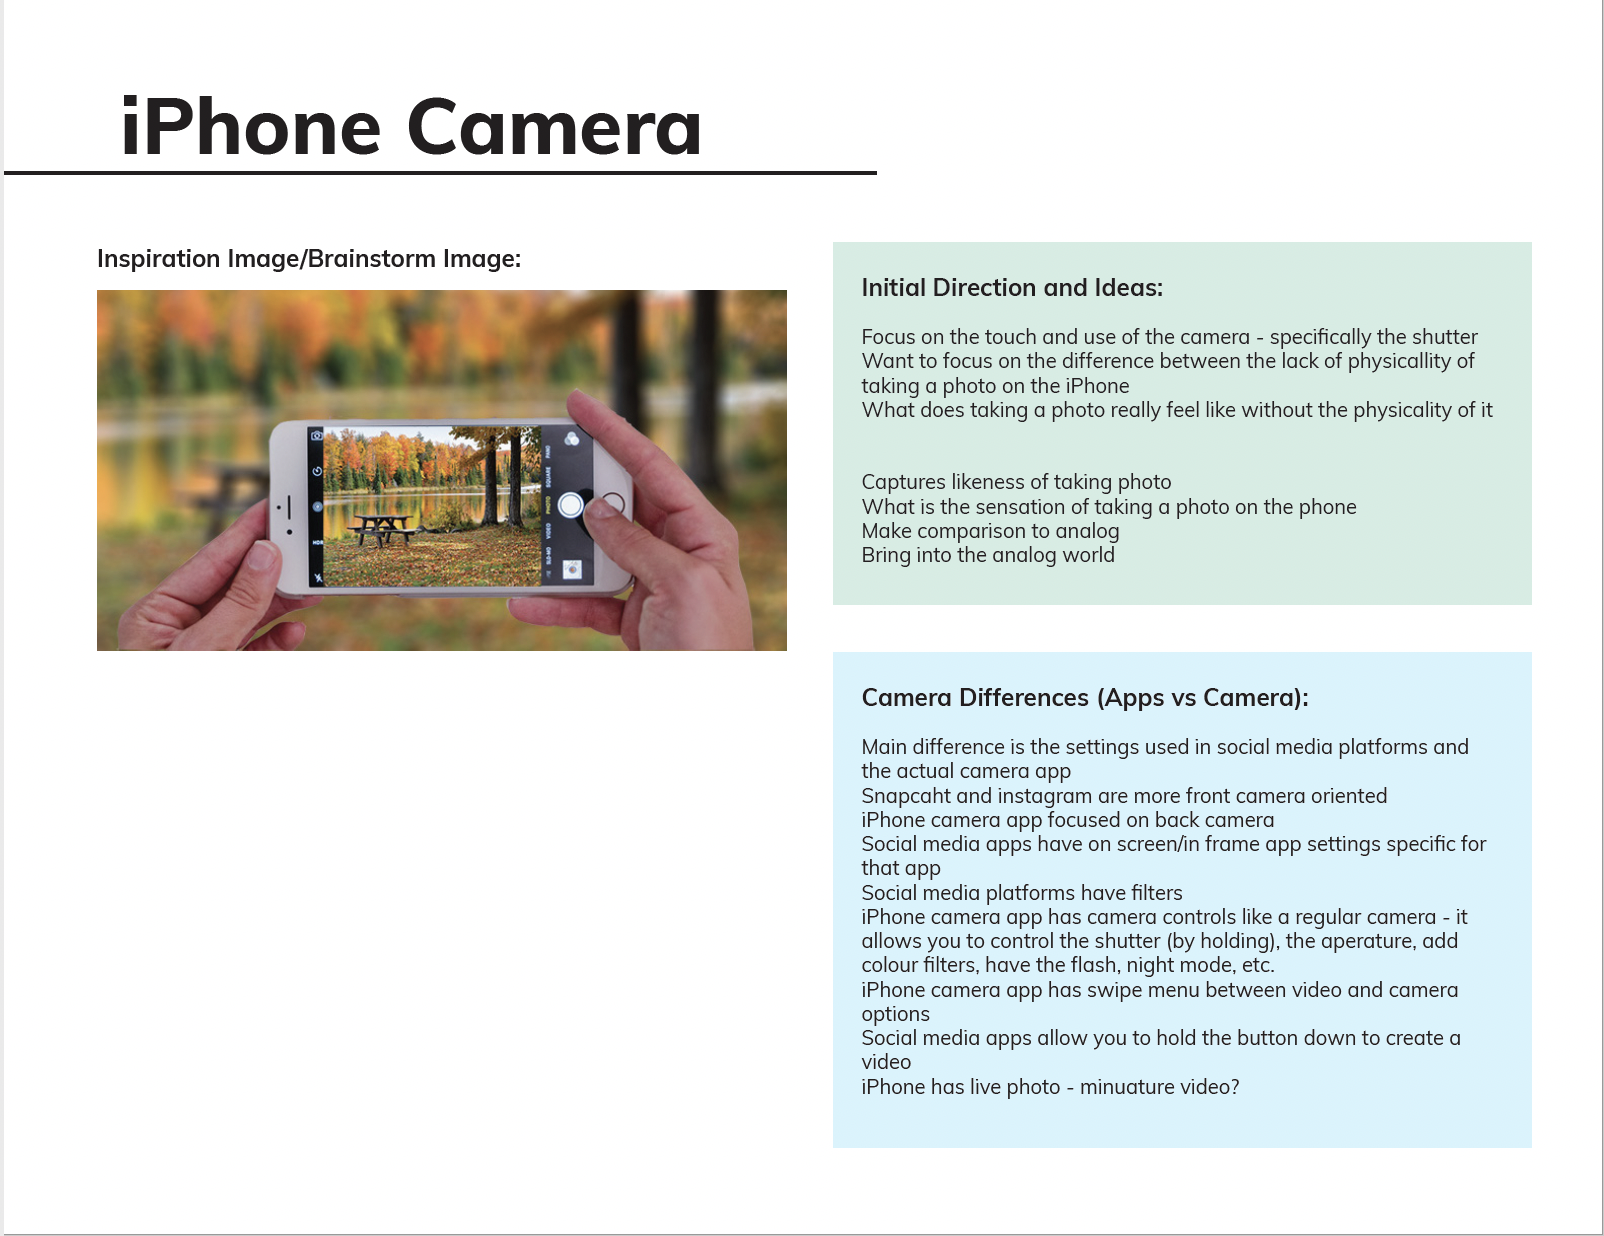 iPhone Camera
Inspiration Image/Brainstorm Image:
HDR
PANO
SQUARE
PHOTO
VIDEO
SLO-MO
Initial Direction and Ideas:
Focus on the touch and use of the camera - specifically the shutter
Want to focus on the difference between the lack of physicallity of
taking a photo on the iPhone
What does taking a photo really feel like without the physicality of it
Captures likeness of taking photo
What is the sensation of taking a photo on the phone
Make comparison to analog
Bring into the analog world
Camera Differences (Apps vs Camera):
Main difference is the settings used in social media platforms and
the actual camera app
Snapcaht and instagram are more front camera oriented
iPhone camera app focused on back camera
Social media apps have on screen/in frame app settings specific for
that app
Social media platforms have filters
iPhone camera app has camera controls like a regular camera - it
allows you to control the shutter (by holding), the aperature, add
colour filters, have the flash, night mode, etc.
iPhone camera app has swipe menu between video and camera
options
Social media apps allow you to hold the button down to create a
video
iPhone has live photo - minuature video?